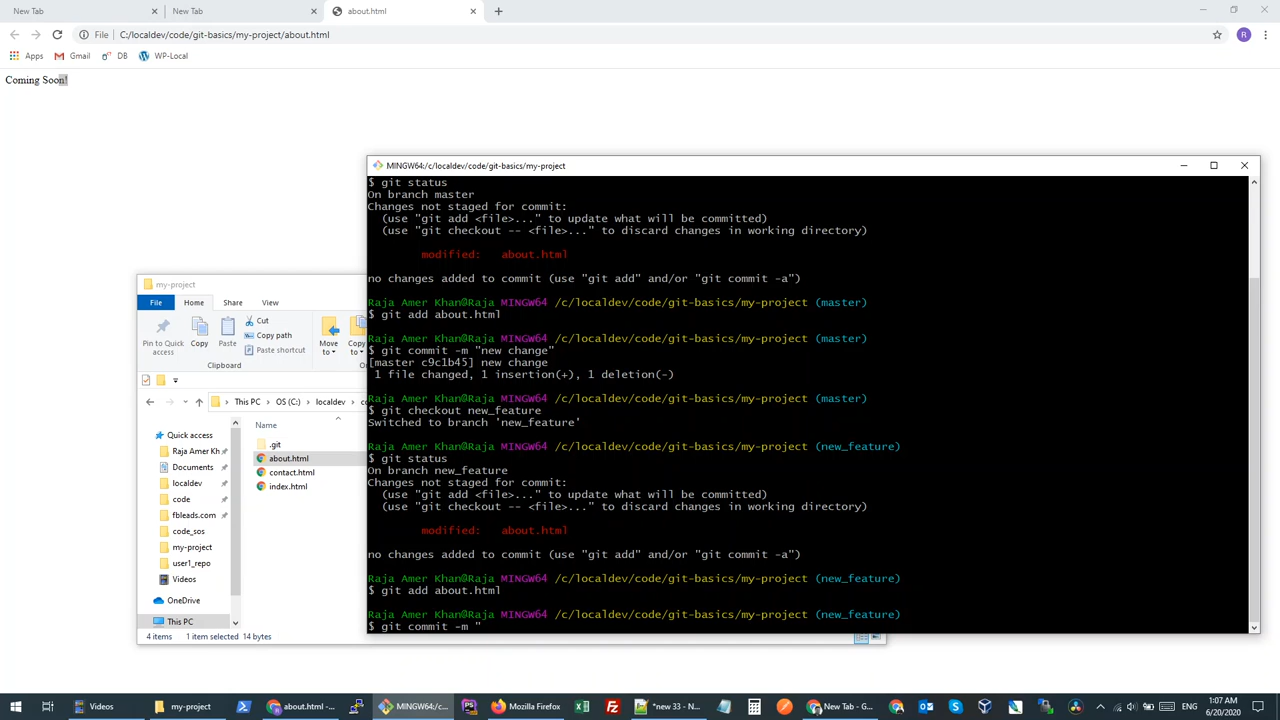 New Tab
New Tab
about.html
File
C:/localdev/code/git-basics/my-project/about.html
R
Apps
Gmail
DB
WP-Local
Coming Soon!
MINGW64:/c/localdev/code/git-basics/my-project
$ git status
On branch master
Changes not staged for commit:
(use "git add <file>..." to update what will be committed)
(use "git checkout -- <file>..." to discard changes in working directory)
modified: about.html
no changes added to commit (use "git add" and/or "git commit -a")
Raja Amer Khan@Raja MINGW64 /c/localdev/code/git-basics/my-project (master)
$ git add about.html
Raja Amer Khan@Raja MINGW64 /c/localdev/code/git-basics/my-project (master)
$ git commit -m "new change"
[master c9c1b45] new change
1 file changed, 1 insertion(+), 1 deletion(-)
Raja Amer Khan@Raja MINGW64 /c/localdev/code/git-basics/my-project (master)
$ git checkout new_feature
Switched to branch 'new_feature'
Raja Amer Khan@Raja MINGW64 /c/localdev/code/git-basics/my-project (new_feature)
$ git status
On branch new_feature
Changes not staged for commit:
(use "git add <file>..." to update what will be committed)
(use "git checkout -- <file>..." to discard changes in working directory)
modified: about.html
no changes added to commit (use "git add" and/or "git commit -a")
Raja Amer Khan@Raja MINGW64 /c/localdev/code/git-basics/my-project (new_feature)
$ git add about.html
Raja Amer Khan@Raja MINGW64 /c/localdev/code/git-basics/my-project (new_feature)
$ git commit -m "
my-project
File
Home
Share
View
Pin to Quick access
Copy
Paste
Cut
Copy path
Paste shortcut
Move to
Clipboard
This PC
OS (C:)
localdev
Name
Quick access
Raja Amer Kh
Documents
localdev
code
fbleads.com
code_sos
my-project
user1_repo
Videos
OneDrive
This PC
.git
about.html
contact.html
index.html
4 items
1 item selected
14 bytes
Videos
my-project
about.html -...
MINGW64:/c...
Mozilla Firefox
*new 33 - Notep...
New Tab - G...
1:07 AM
6/20/2020